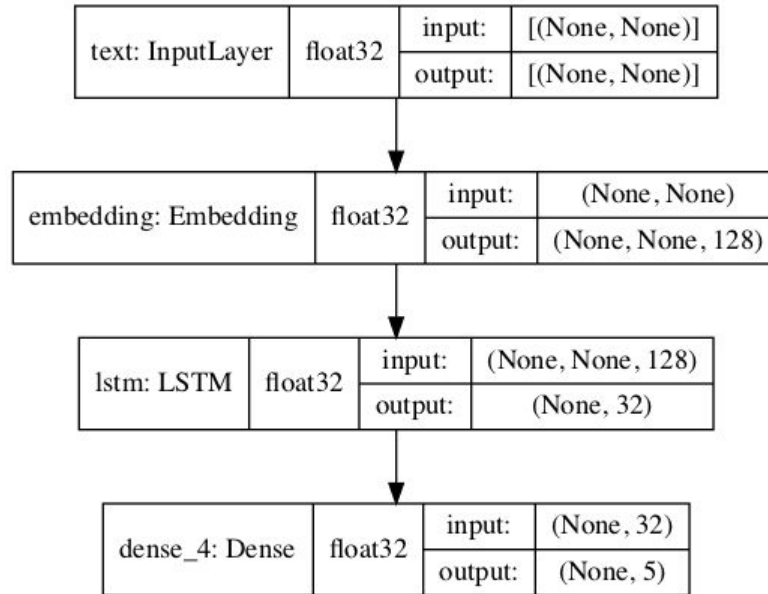 text: InputLayer float32 input: [(None, None)]
output: [(None, None)]
embedding: Embedding float32 input: (None, None)
output: (None, None, 128)
lstm: LSTM float32 input: (None, None, 128)
output: (None, 32)
dense_4: Dense float32 input: (None, 32)
output: (None, 5)